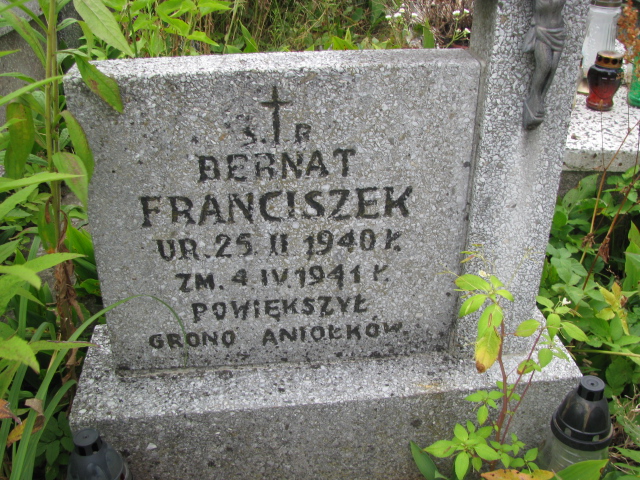 Ś.P
BERNAT
FRANCISZEK
UR. 25. II 1940 R.
ZM. 4. IV. 1941 R.
POWIĘKSZYŁ
GRONO ANIOŁKÓW.